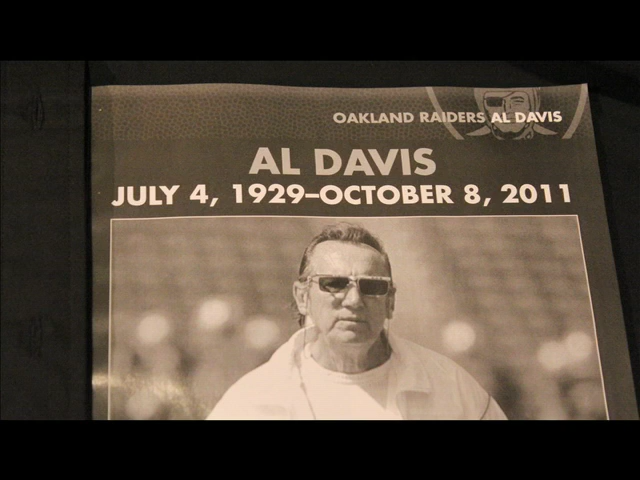 OAKLAND RAIDERS AL DAVIS
AL DAVIS
JULY 4, 1929–OCTOBER 8, 2011